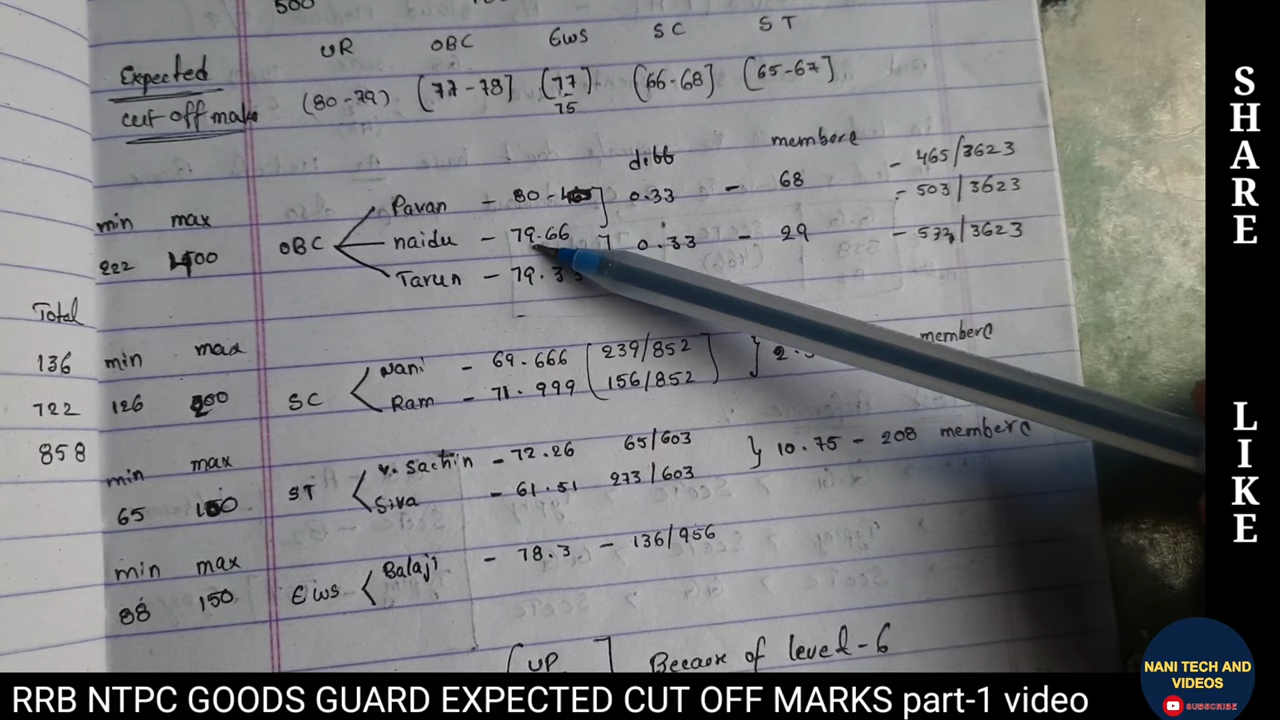 500
UR OBC EWS SC ST
Expected
cut off marks
(80-79) (77-78] (77] (66-68] (65-67]
75
diff members
min max
222 400
OBC
Pavan - 80 - ] 0.33 - 68 - 465/3623
naidu - 79.66 ] 0.33 - 29 - 503/3623
Tarun - 79.33 - 532/3623
Total
136
722
858
min max
126 200
SC
Nani - 69.666 [239/852]
Ram - 71.999 [156/852] } 2. members
min max
65 150
ST
v. Sachin - 72.26 65/603
Siva - 61.51 273/603 } 10.75 - 208 members
min max
88 150
EWS
Balaji - 78.3 - 136/956
[UP ] Because of level-6
SHARE
LIKE
NANI TECH AND
VIDEOS
SUBSCRIBE
RRB NTPC GOODS GUARD EXPECTED CUT OFF MARKS part-1 video